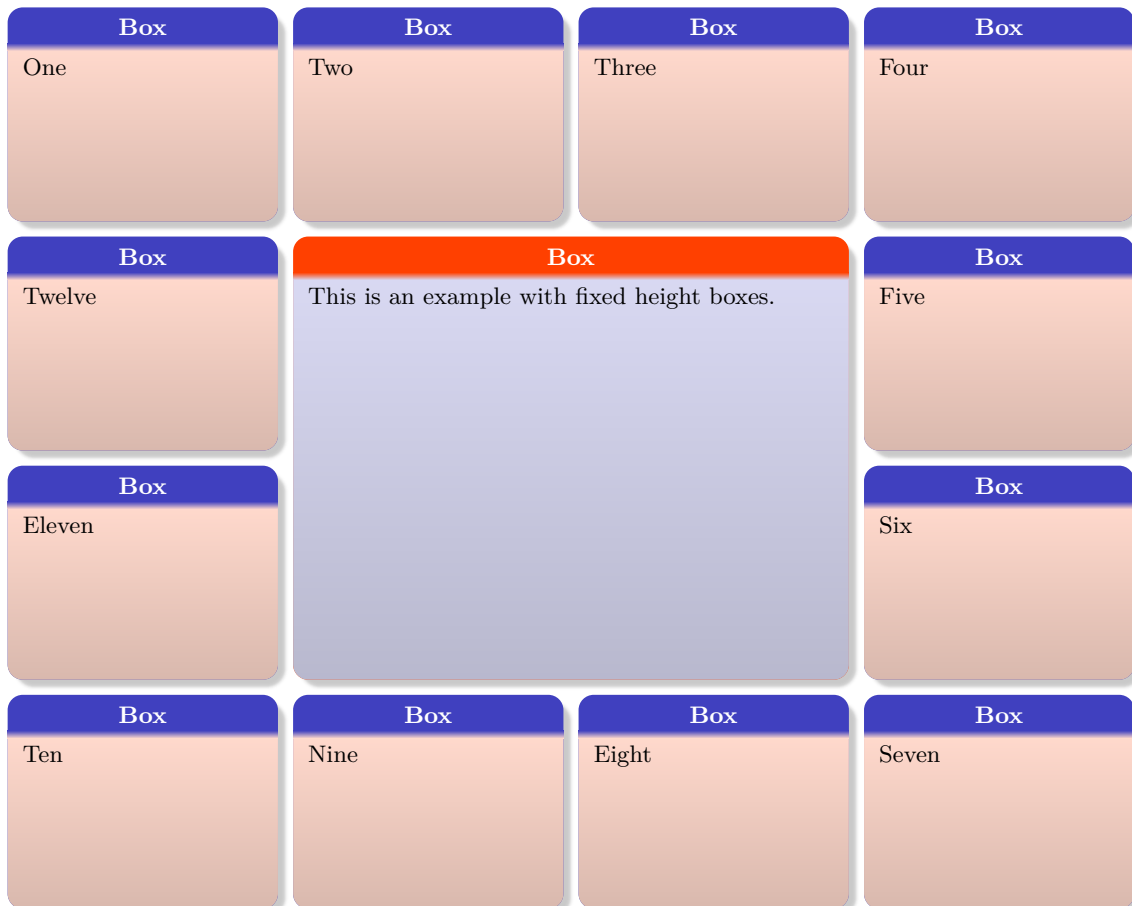 Box
One
Box
Two
Box
Three
Box
Four
Box
Twelve
Box
This is an example with fixed height boxes.
Box
Five
Box
Eleven
Box
Six
Box
Ten
Box
Nine
Box
Eight
Box
Seven